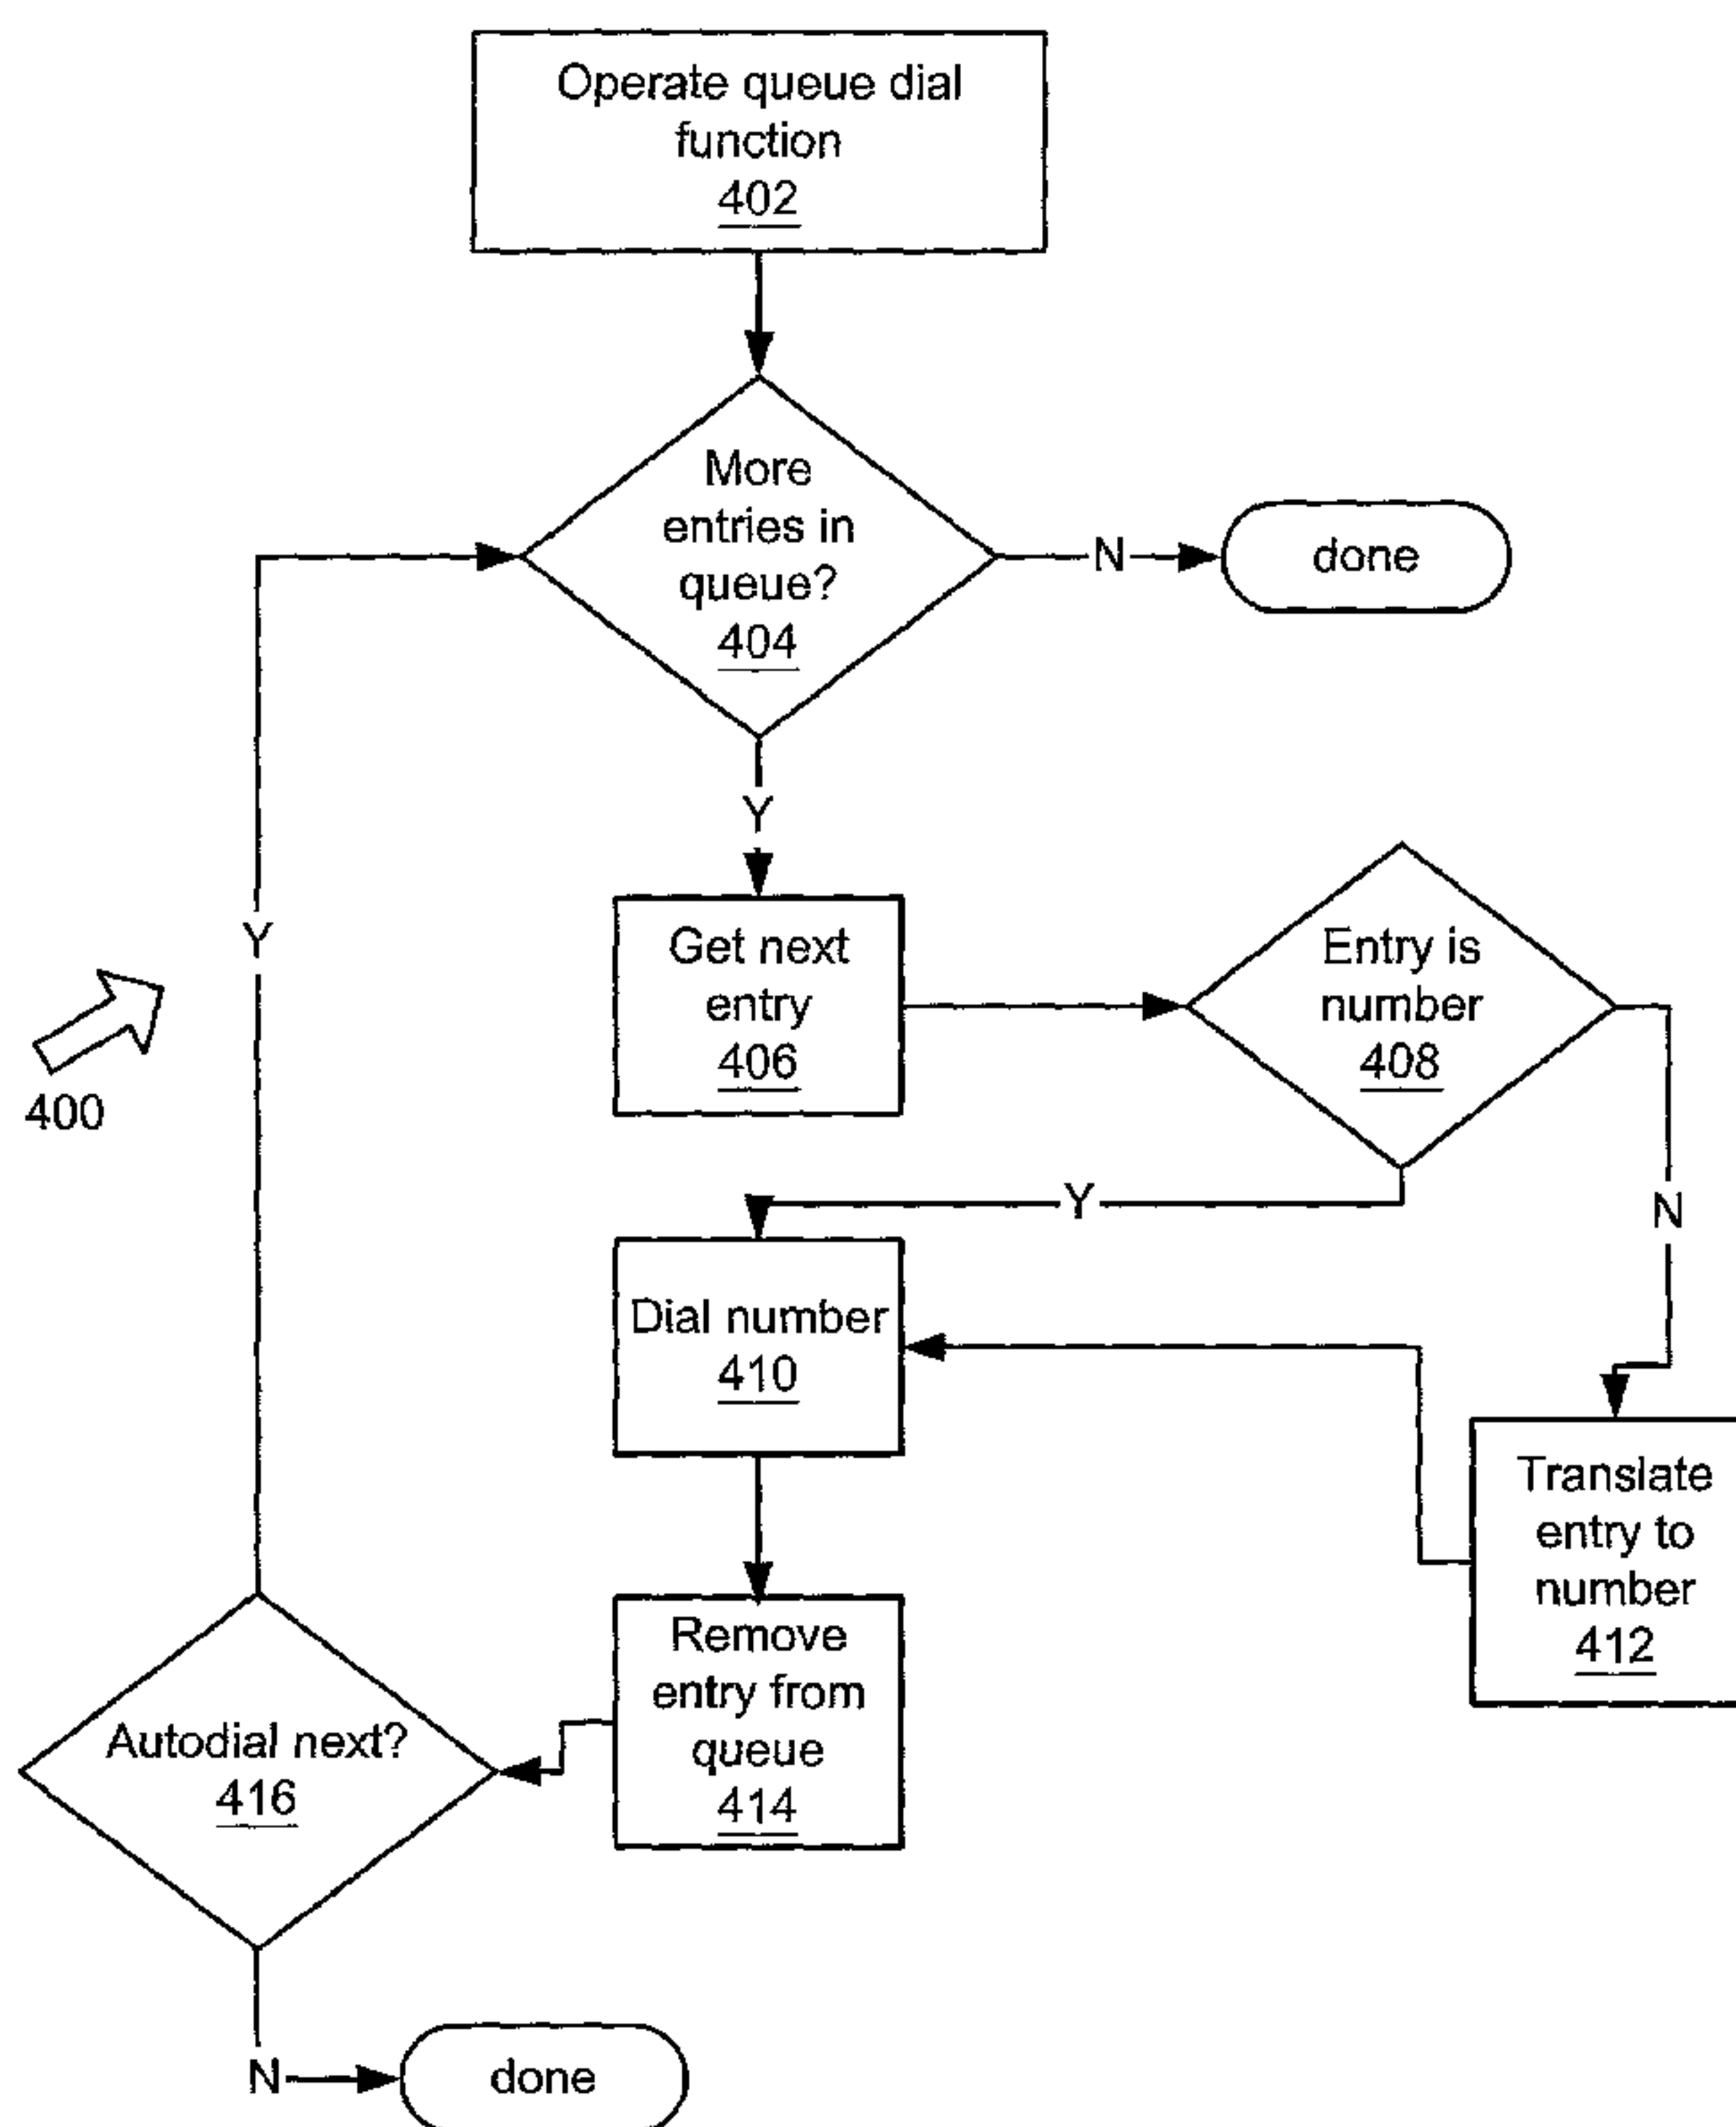 Operate queue dial
function
402
More
entries in
queue?
404
N
done
Y
Get next
entry
406
Entry is
number
408
Y
400
Y
N
Dial number
410
Translate
entry to
number
412
Remove
entry from
queue
414
Autodial next?
416
N
done